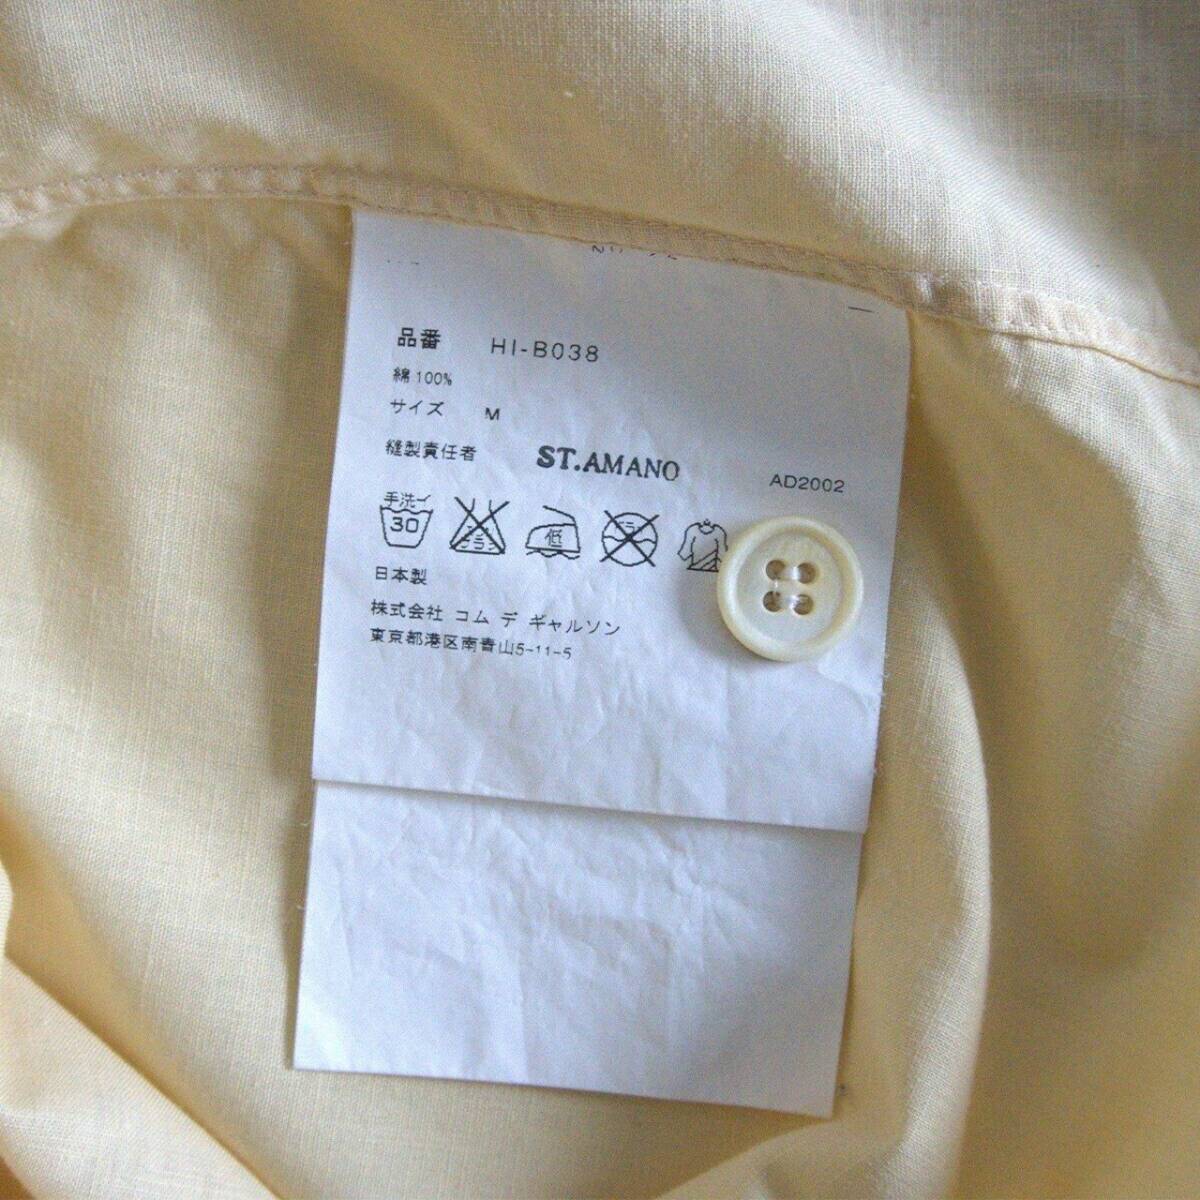 品番 HI-B038
綿 100%
サイズ M
縫製責任者 ST.AMANO AD2002
手洗イ
30 低
日本製
株式会社 コム デ ギャルソン
東京都港区南青山5-11-5